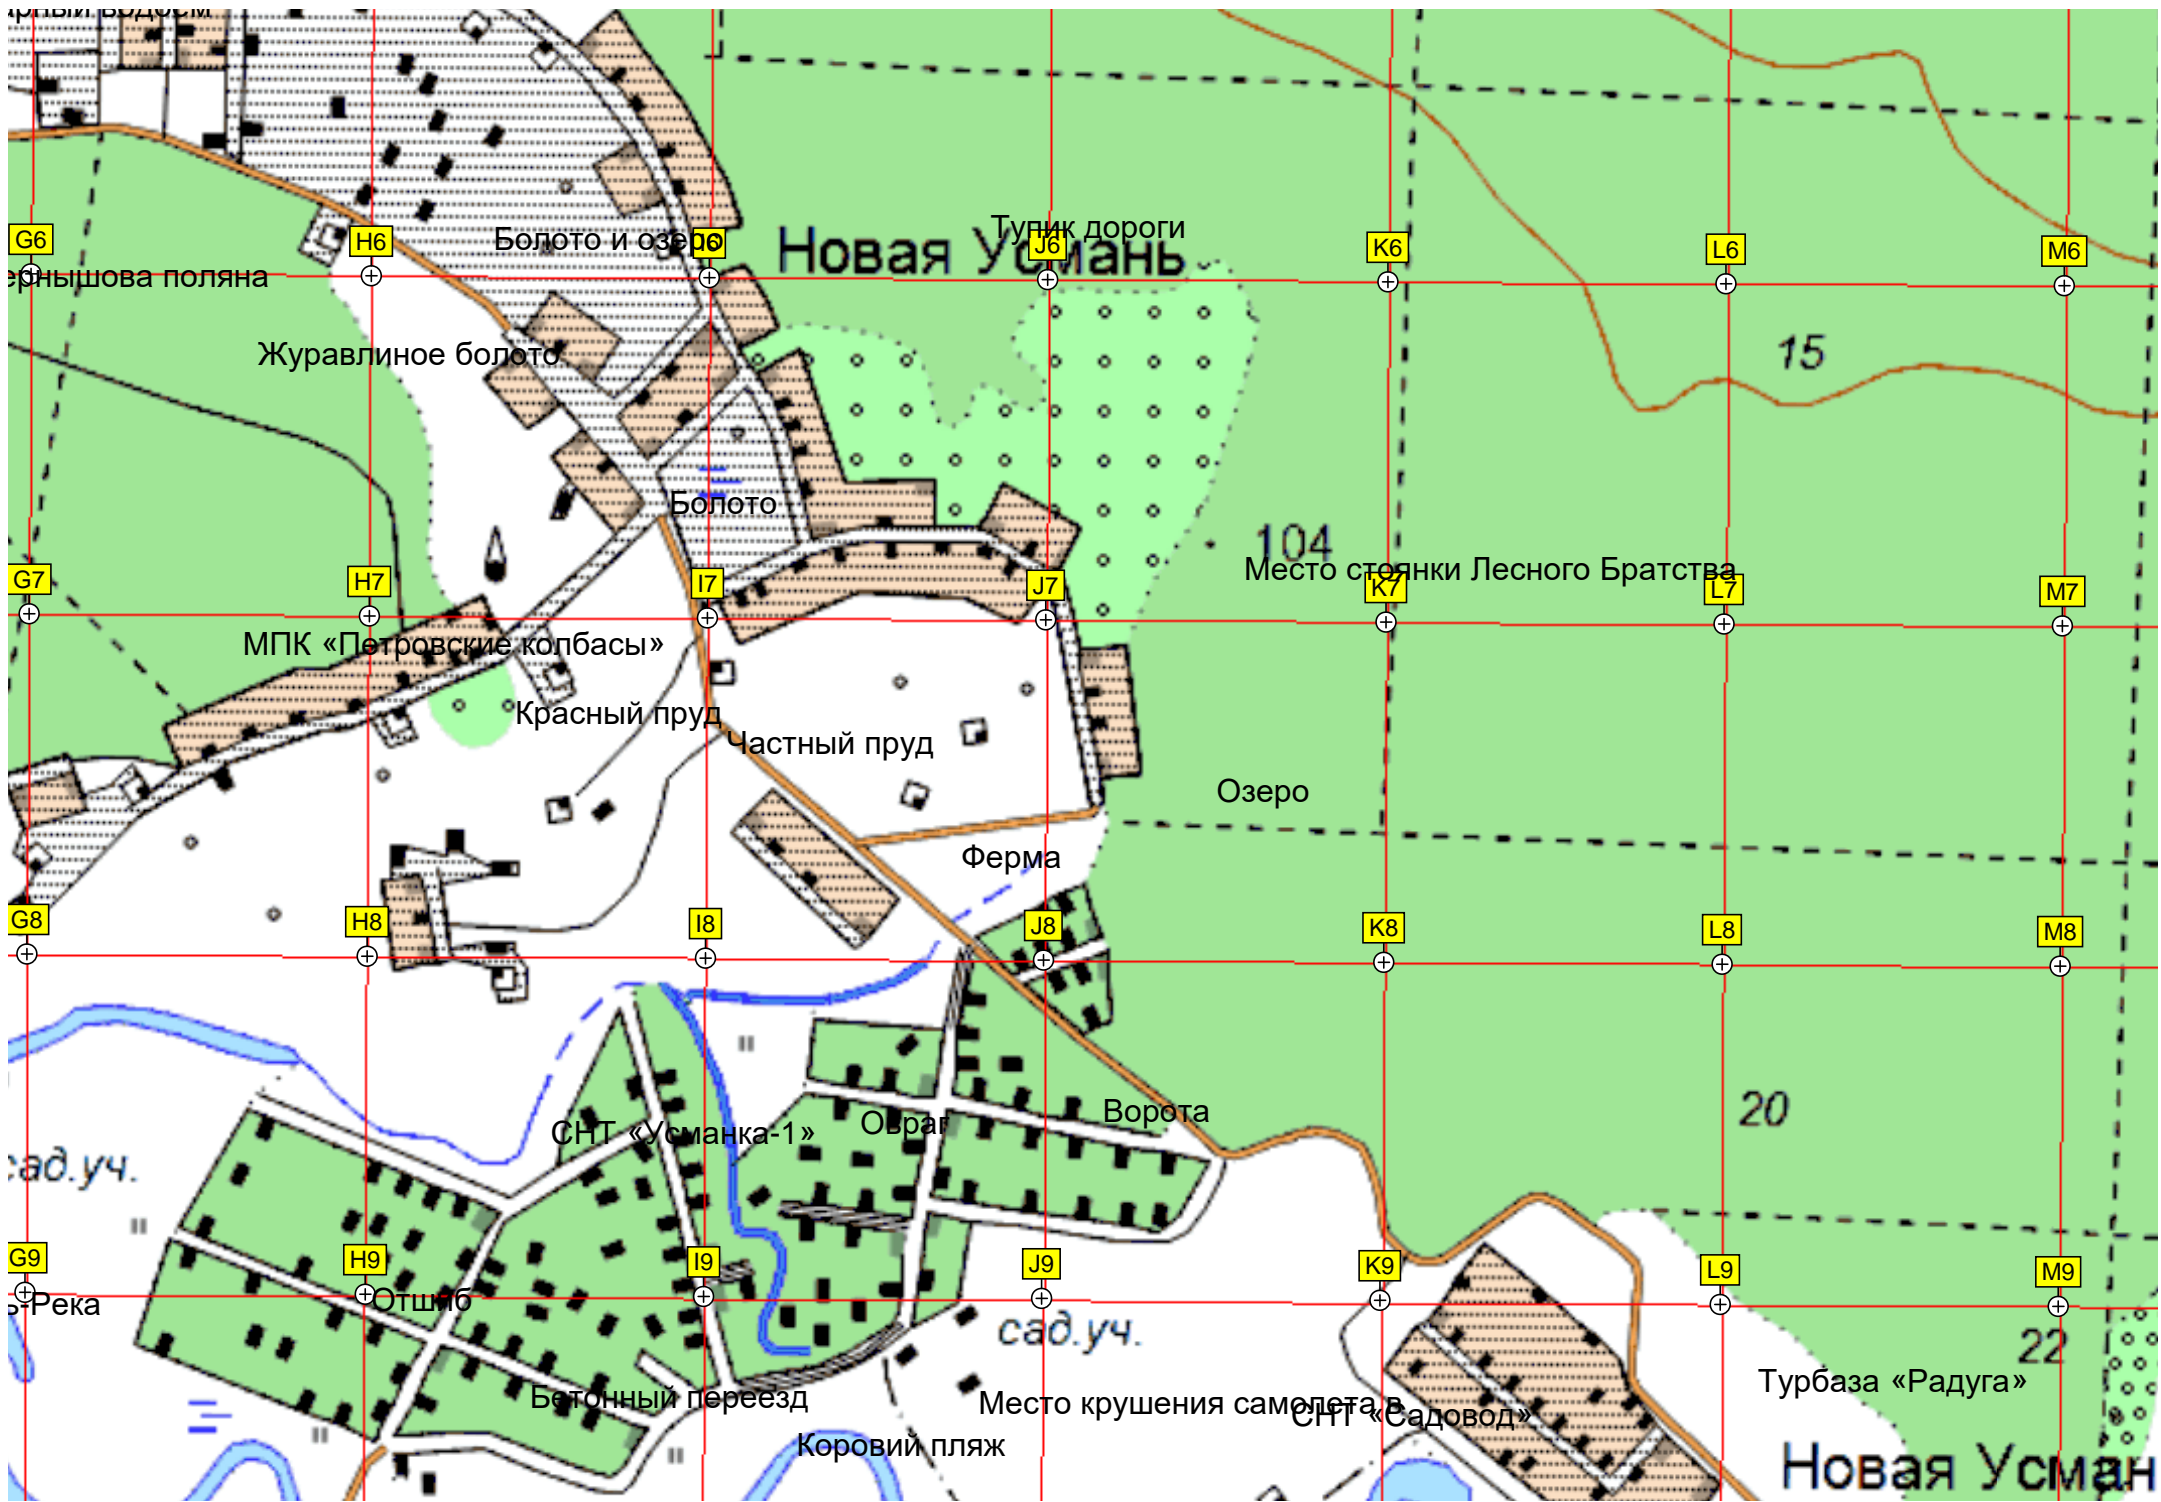 G6
H6
Болото и озеро
I6
Новая Усмань
Тупик дороги
J6
K6
L6
M6
Журавлиное болото
15
Болото
104
Место стоянки Лесного Братства
G7
H7
I7
J7
K7
L7
M7
МПК «Петровские колбасы»
Красный пруд
Частный пруд
Озеро
Ферма
G8
H8
I8
J8
K8
L8
M8
20
Ворота
Овраг
СНТ «Усманка-1»
сад.уч.
G9
H9
I9
J9
K9
L9
M9
Отшиб
-Река
сад.уч.
22
Турбаза «Радуга»
Бетонный переезд
Место крушения самолета в
СНТ «Садовод»
Коровий пляж
Новая Усман